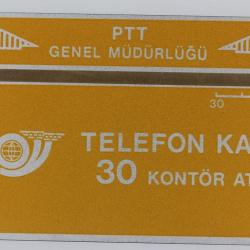 PTT
GENEL MÜDÜRLÜĞÜ
30
TELEFON KA
30 KONTÖR AT